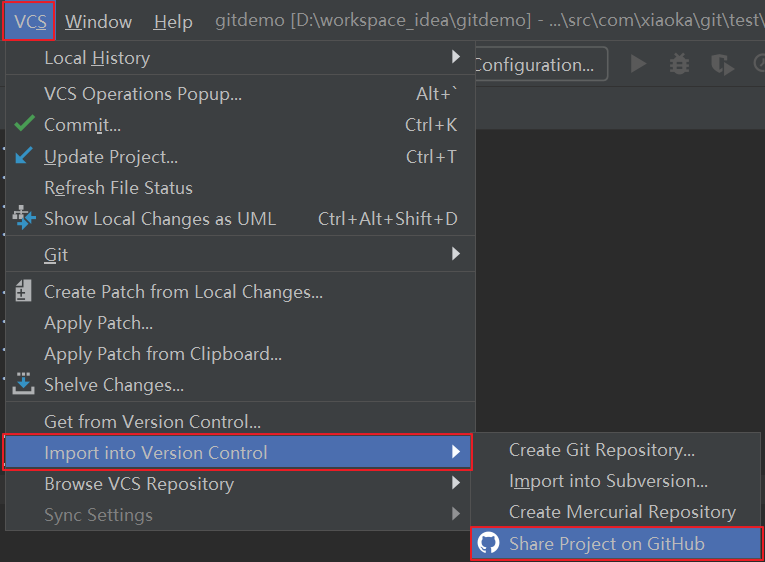 VCS Window Help gitdemo [D:\workspace_idea\gitdemo] - ...\src\com\xiaoka\git\test\
Local History
Configuration...
VCS Operations Popup... Alt+`
Commit... Ctrl+K
Update Project... Ctrl+T
Refresh File Status
Show Local Changes as UML Ctrl+Alt+Shift+D
Git
Create Patch from Local Changes...
Apply Patch...
Apply Patch from Clipboard...
Shelve Changes...
Get from Version Control...
Import into Version Control
Browse VCS Repository
Sync Settings
Create Git Repository...
Import into Subversion...
Create Mercurial Repository
Share Project on GitHub